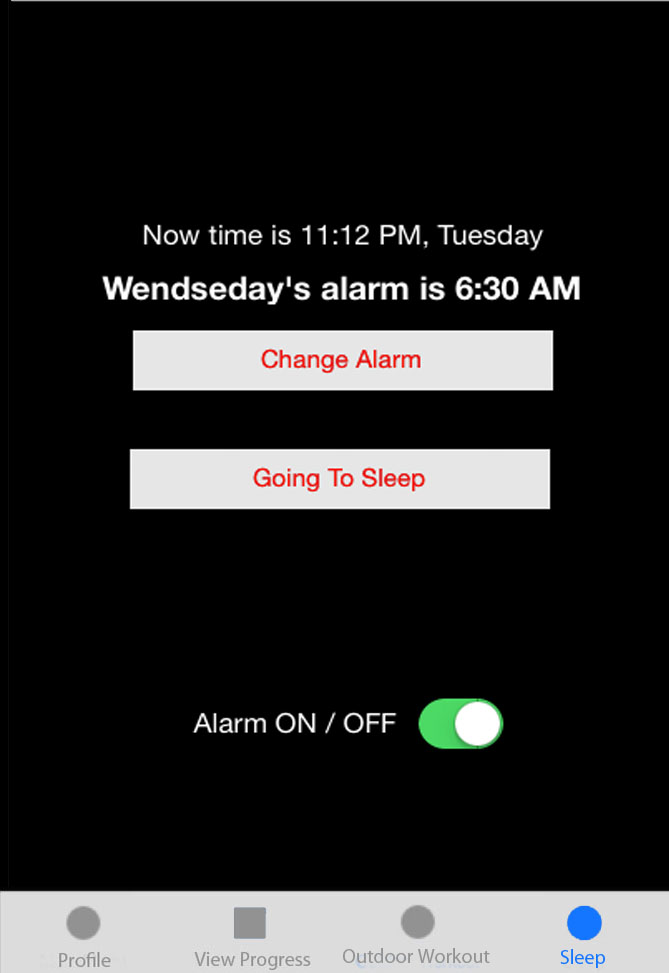 Now time is 11:12 PM, Tuesday
Wendseday's alarm is 6:30 AM
Change Alarm
Going To Sleep
Alarm ON / OFF
Profile
View Progress
Outdoor Workout
Sleep